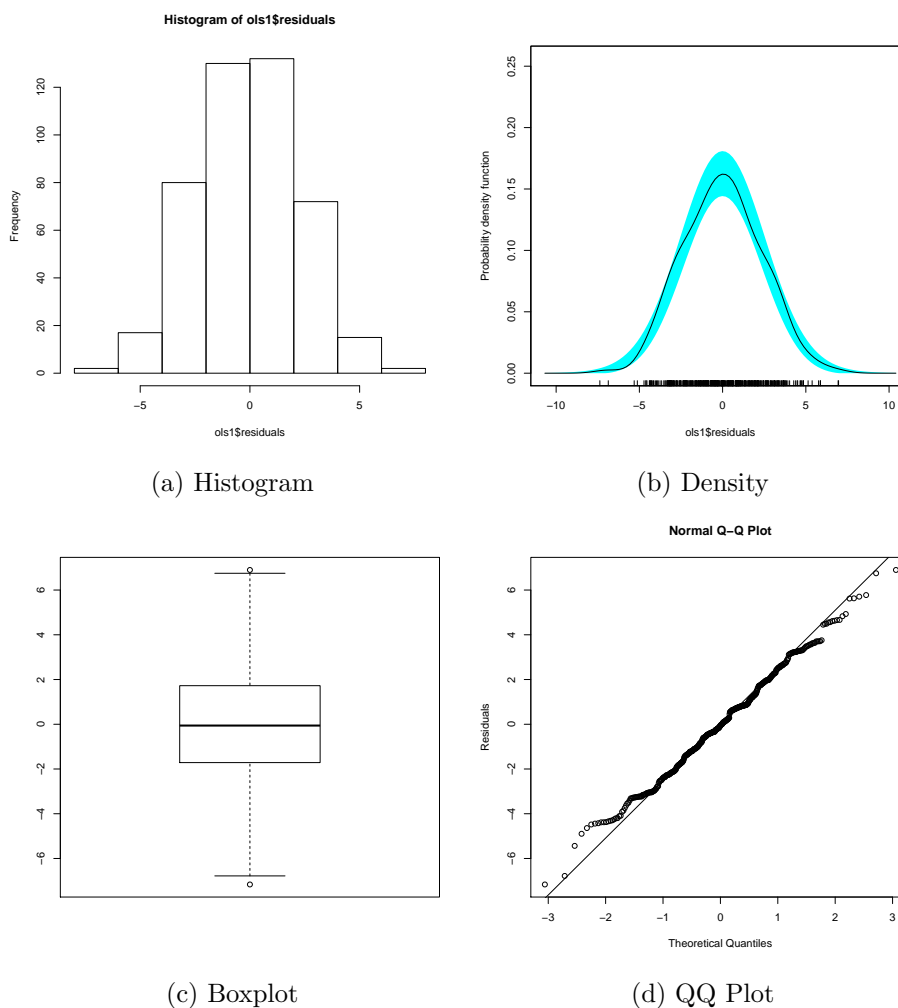 Histogram of ols1$residuals
Frequency
0 20 40 60 80 100 120
−5 0 5
ols1$residuals
(a) Histogram
Probability density function
0.00 0.05 0.10 0.15 0.20 0.25
−10 −5 0 5 10
ols1$residuals
(b) Density
−6 −4 −2 0 2 4 6
(c) Boxplot
Normal Q−Q Plot
Residuals
−6 −4 −2 0 2 4 6
−3 −2 −1 0 1 2 3
Theoretical Quantiles
(d) QQ Plot